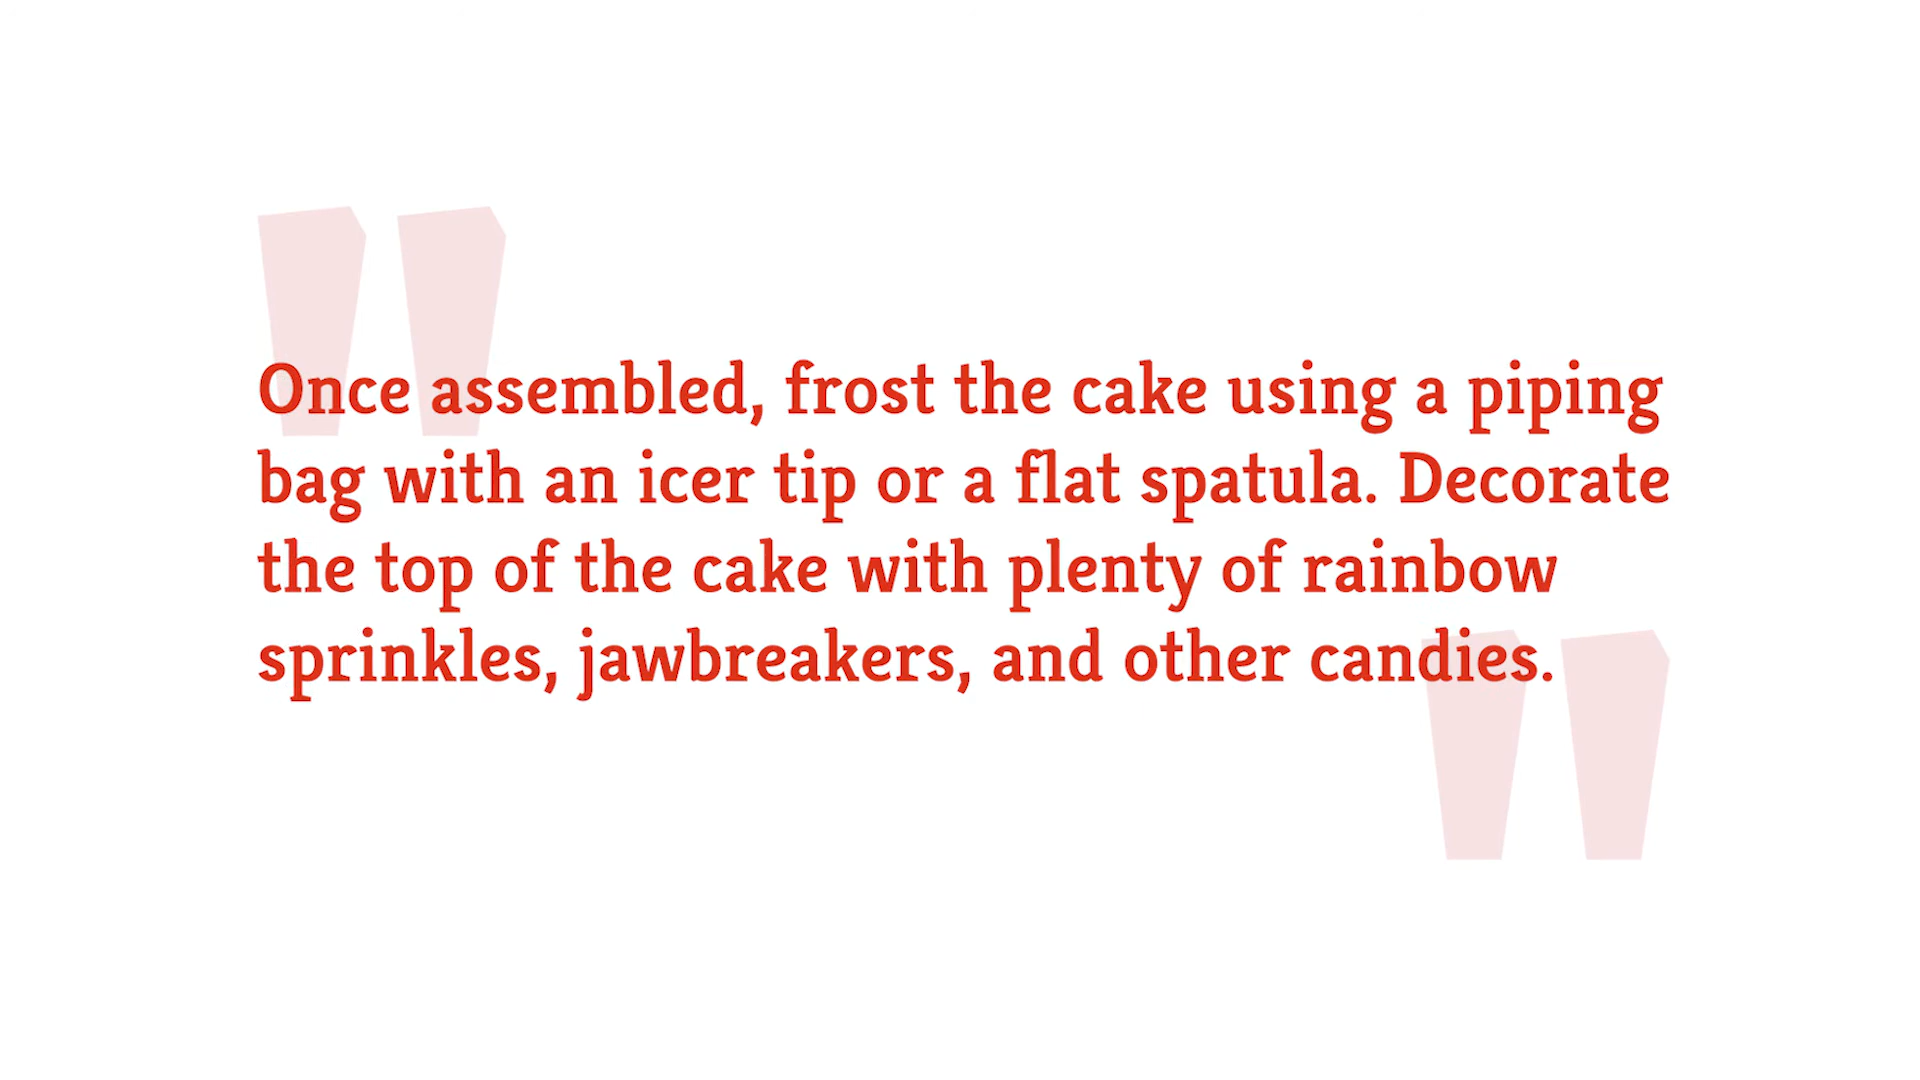 Once assembled, frost the cake using a piping
bag with an icer tip or a flat spatula. Decorate
the top of the cake with plenty of rainbow
sprinkles, jawbreakers, and other candies.